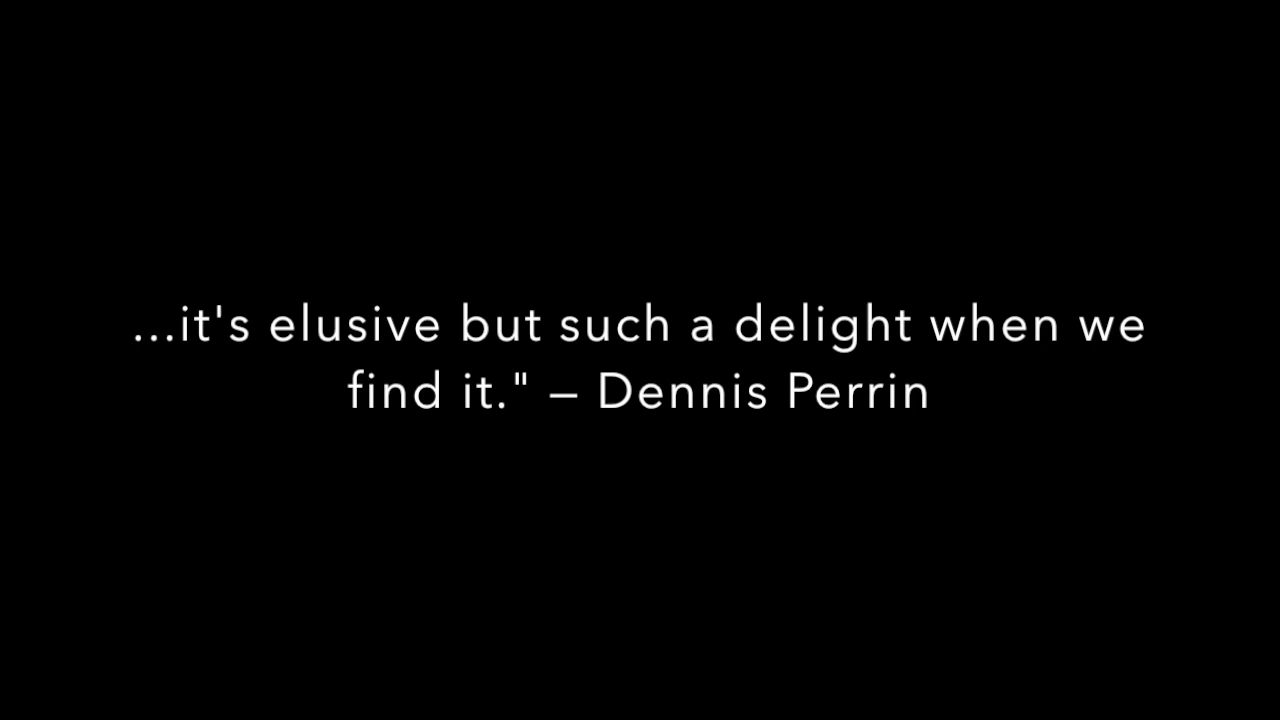 ...it's elusive but such a delight when we
find it." – Dennis Perrin